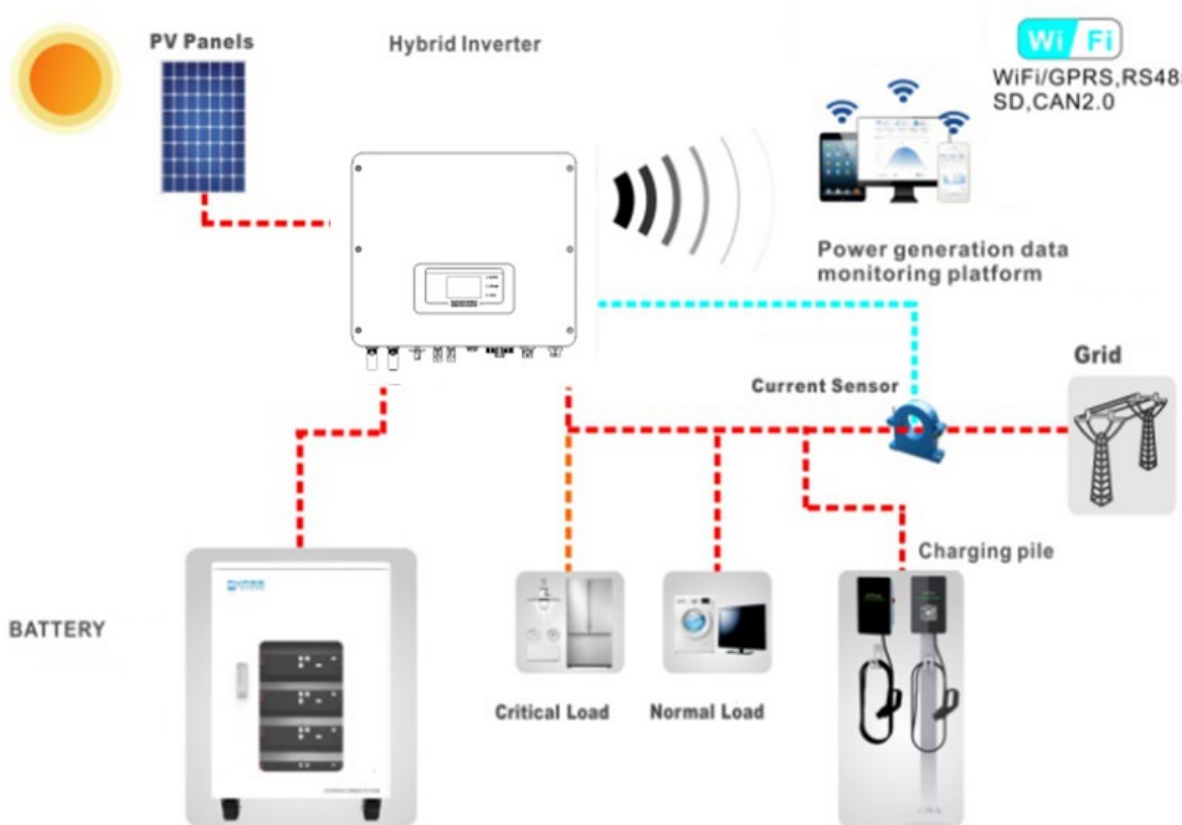 PV Panels
Hybrid Inverter
Wi Fi
WiFi/GPRS,RS485
SD,CAN2.0
Power generation data
monitoring platform
Grid
Current Sensor
Charging pile
BATTERY
Critical Load
Normal Load